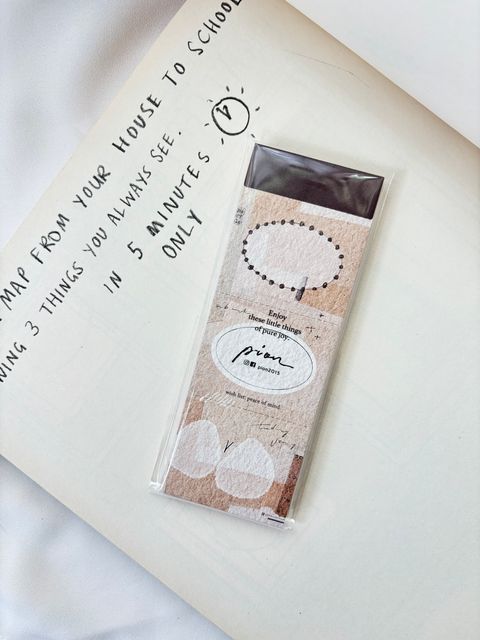 MAP FROM YOUR HOUSE TO SCHOOL
3 THINGS YOU ALWAYS SEE.
IN 5 MINUTES
ONLY
Enjoy
these little things
of pure joy.
pion
pion2015
wish list: peace of mind.